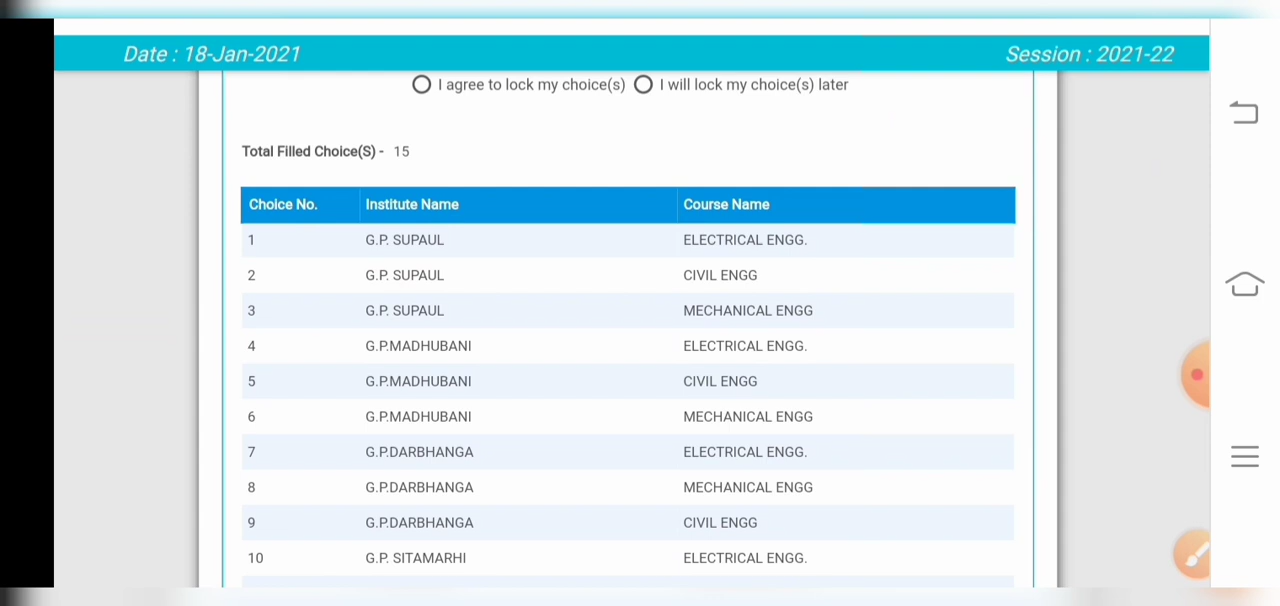 Date : 18-Jan-2021 Session : 2021-22
I agree to lock my choice(s) I will lock my choice(s) later
Total Filled Choice(S) - 15
Choice No. Institute Name Course Name
1 G.P. SUPAUL ELECTRICAL ENGG.
2 G.P. SUPAUL CIVIL ENGG
3 G.P. SUPAUL MECHANICAL ENGG
4 G.P.MADHUBANI ELECTRICAL ENGG.
5 G.P.MADHUBANI CIVIL ENGG
6 G.P.MADHUBANI MECHANICAL ENGG
7 G.P.DARBHANGA ELECTRICAL ENGG.
8 G.P.DARBHANGA MECHANICAL ENGG
9 G.P.DARBHANGA CIVIL ENGG
10 G.P. SITAMARHI ELECTRICAL ENGG.